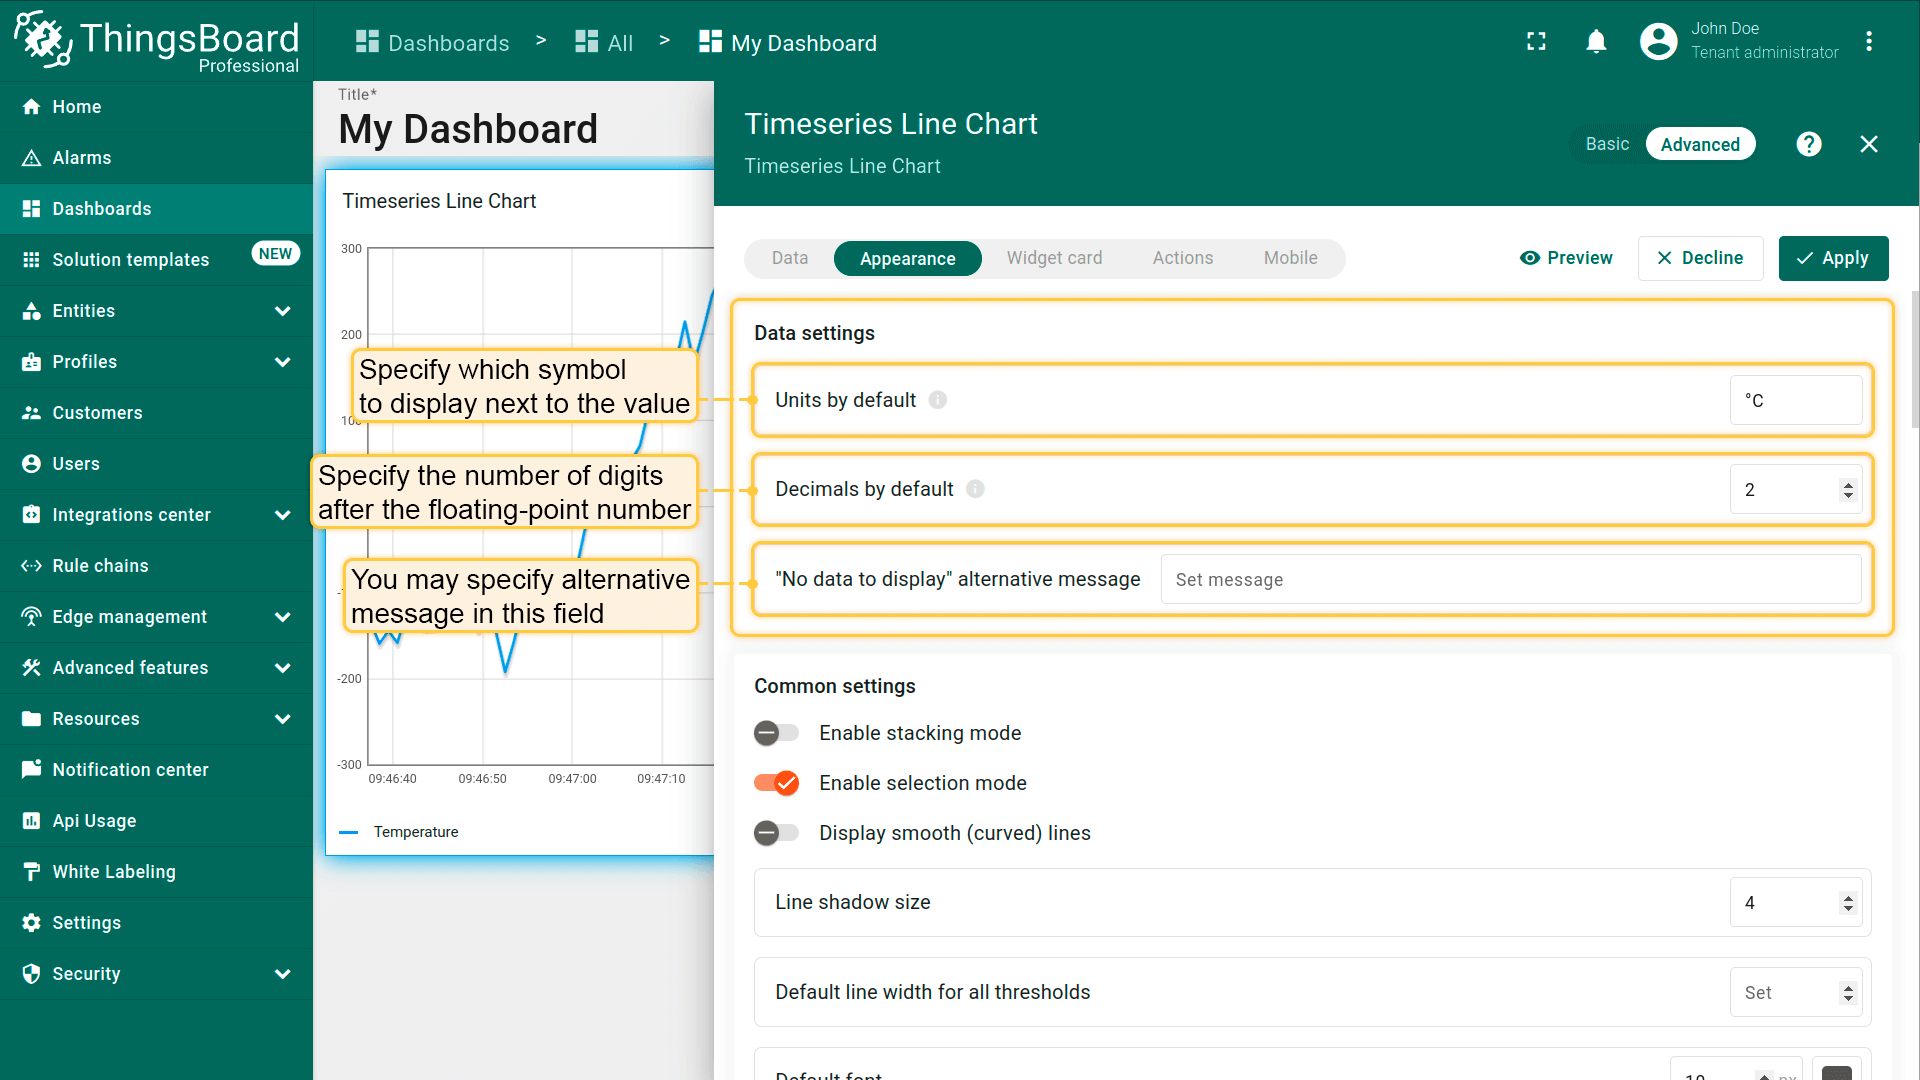 ThingsBoard
Professional
Dashboards > All > My Dashboard
John Doe
Tenant administrator
Home
Alarms
Dashboards
Solution templates
NEW
Entities
Profiles
Customers
Users
Integrations center
Rule chains
Edge management
Advanced features
Resources
Notification center
Api Usage
White Labeling
Settings
Security
Title*
My Dashboard
Timeseries Line Chart
300
200
100
-200
-300
09:46:40 09:46:50 09:47:00 09:47:10
Temperature
Specify which symbol
to display next to the value
Specify the number of digits
after the floating-point number
You may specify alternative
message in this field
Timeseries Line Chart
Timeseries Line Chart
Basic Advanced
Data Appearance Widget card Actions Mobile
Preview Decline Apply
Data settings
Units by default °C
Decimals by default 2
"No data to display" alternative message Set message
Common settings
Enable stacking mode
Enable selection mode
Display smooth (curved) lines
Line shadow size 4
Default line width for all thresholds Set
Default font 10 px